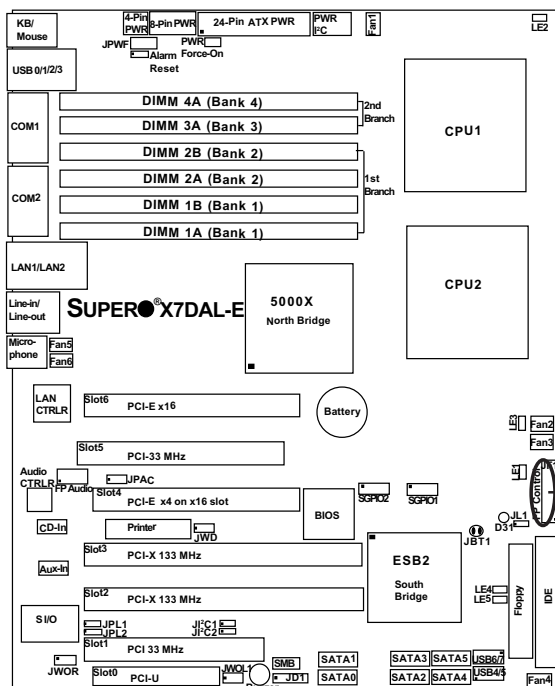 KB/
Mouse
4-Pin
PWR
8-Pin PWR
24-Pin ATX PWR
PWR
I²C
Fan1
LE2
JPWF
PWR
Force-On
Alarm
Reset
USB 0/1/2/3
COM1
DIMM 4A (Bank 4)
DIMM 3A (Bank 3)
2nd
Branch
DIMM 2B (Bank 2)
DIMM 2A (Bank 2)
DIMM 1B (Bank 1)
DIMM 1A (Bank 1)
1st
Branch
CPU1
COM2
LAN1/LAN2
CPU2
Line-in/
Line-out
SUPER® X7DAL-E
5000X
North Bridge
Micro-
phone
Fan5
Fan6
LAN
CTRLR
Slot6
PCI-E x16
Battery
LE3
Fan2
Fan3
Slot5
PCI-33 MHz
Audio
CTRLR
FP Audio
JPAC
Slot4
PCI-E x4 on x16 slot
BIOS
SGPIO2
SGPIO1
LE1
FP Control
JL1
D31
JBT1
CD-In
Printer
JWD
Slot3
PCI-X 133 MHz
Aux-In
ESB2
South
Bridge
Slot2
PCI-X 133 MHz
LE4
LE5
Floppy
IDE
S I/O
JPL1
JPL2
JI²C1
JI²C2
Slot1
PCI 33 MHz
JWOR
Slot0
PCI-U
JWOL1
SMB
JD1
SATA1
SATA0
SATA3
SATA5
USB6/7
SATA2
SATA4
USB4/5
Fan4